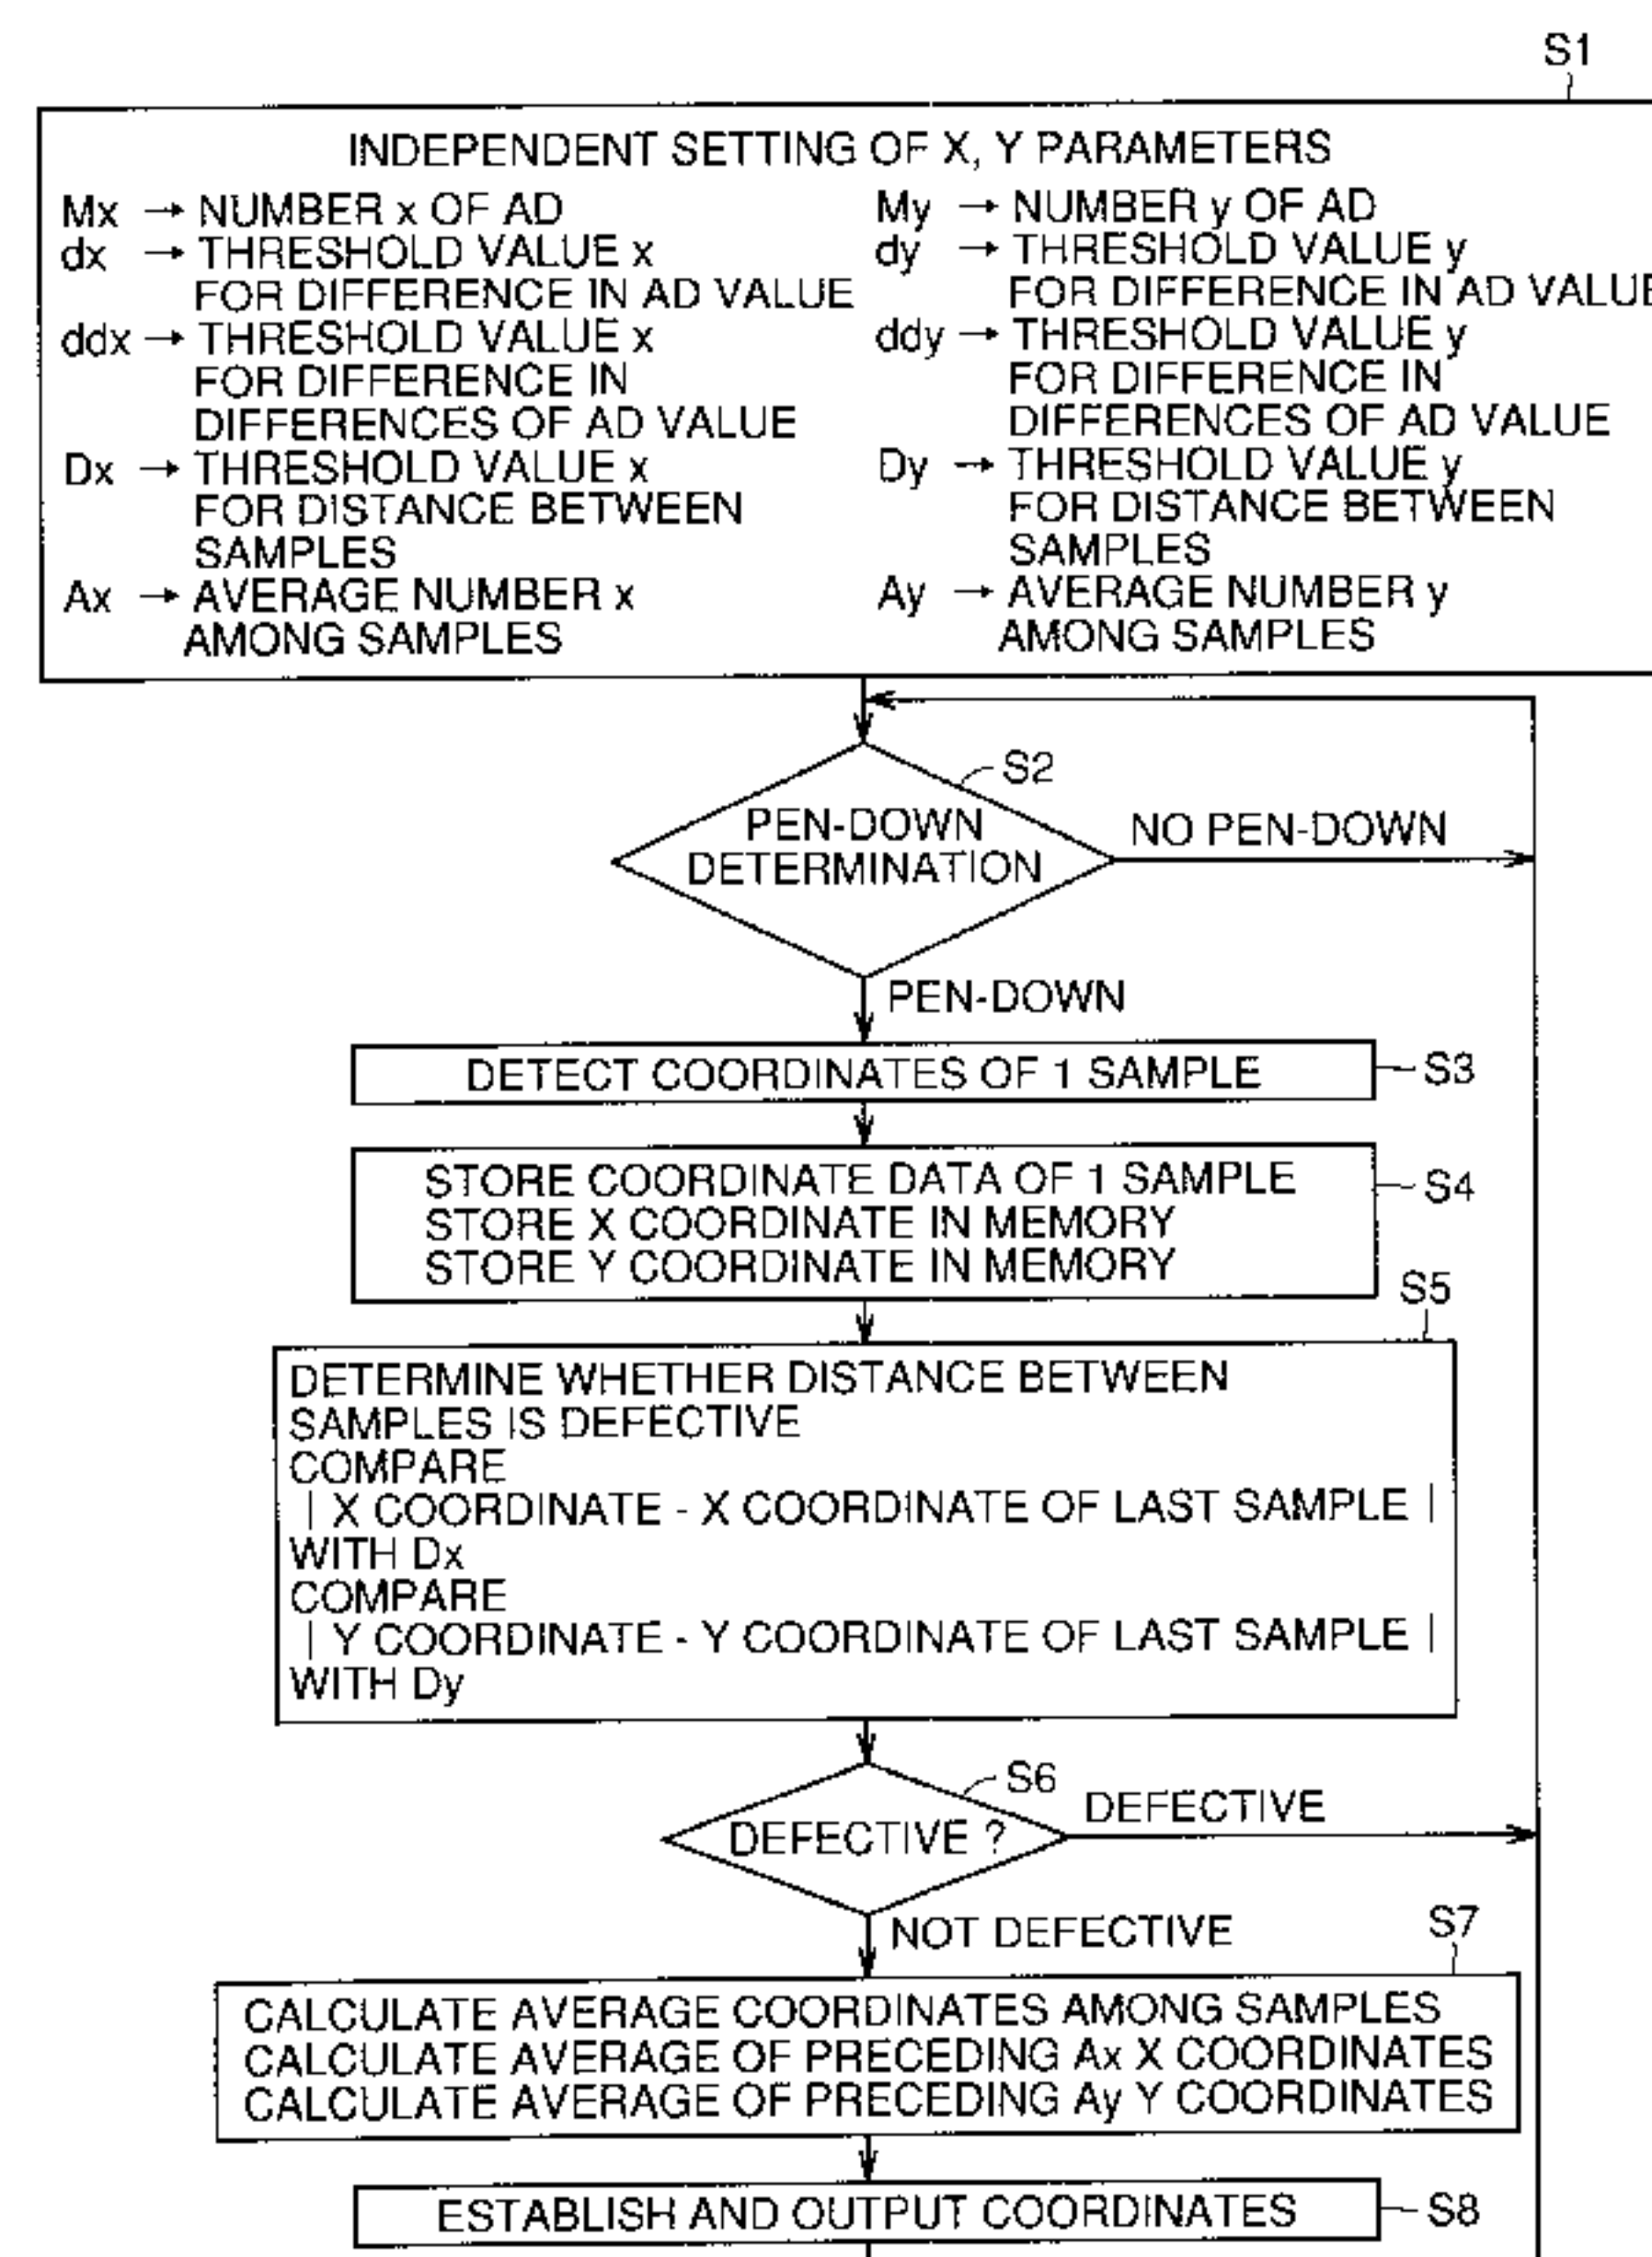 S1
INDEPENDENT SETTING OF X, Y PARAMETERS
Mx → NUMBER x OF AD
dx → THRESHOLD VALUE x
FOR DIFFERENCE IN AD VALUE
ddx → THRESHOLD VALUE x
FOR DIFFERENCE IN
DIFFERENCES OF AD VALUE
Dx → THRESHOLD VALUE x
FOR DISTANCE BETWEEN
SAMPLES
Ax → AVERAGE NUMBER x
AMONG SAMPLES
My → NUMBER y OF AD
dy → THRESHOLD VALUE y
FOR DIFFERENCE IN AD VALUE
ddy → THRESHOLD VALUE y
FOR DIFFERENCE IN
DIFFERENCES OF AD VALUE
Dy → THRESHOLD VALUE y
FOR DISTANCE BETWEEN
SAMPLES
Ay → AVERAGE NUMBER y
AMONG SAMPLES
S2
PEN-DOWN
DETERMINATION
NO PEN-DOWN
PEN-DOWN
DETECT COORDINATES OF 1 SAMPLE
S3
STORE COORDINATE DATA OF 1 SAMPLE
STORE X COORDINATE IN MEMORY
STORE Y COORDINATE IN MEMORY
S4
S5
DETERMINE WHETHER DISTANCE BETWEEN
SAMPLES IS DEFECTIVE
COMPARE
| X COORDINATE - X COORDINATE OF LAST SAMPLE |
WITH Dx
COMPARE
| Y COORDINATE - Y COORDINATE OF LAST SAMPLE |
WITH Dy
S6
DEFECTIVE ?
DEFECTIVE
NOT DEFECTIVE
S7
CALCULATE AVERAGE COORDINATES AMONG SAMPLES
CALCULATE AVERAGE OF PRECEDING Ax X COORDINATES
CALCULATE AVERAGE OF PRECEDING Ay Y COORDINATES
ESTABLISH AND OUTPUT COORDINATES
S8